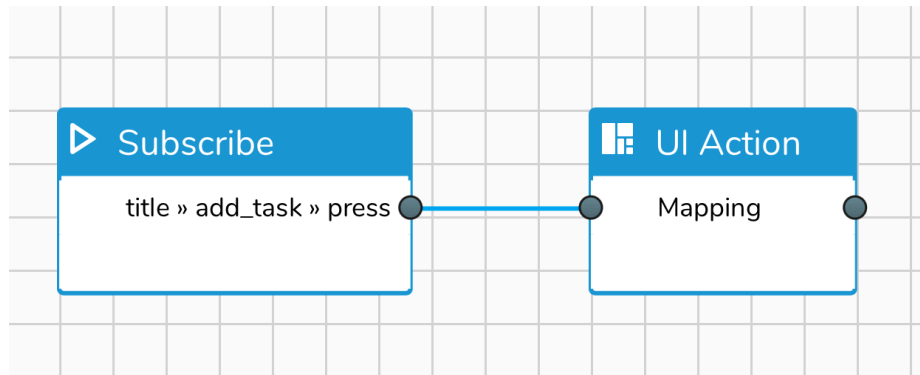 Subscribe
title » add_task » press
UI Action
Mapping